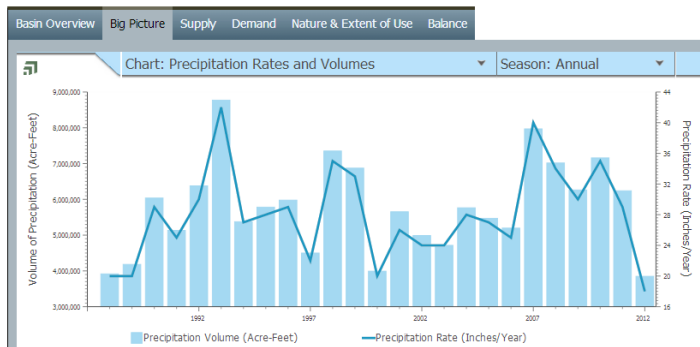 Basin Overview Big Picture Supply Demand Nature & Extent of Use Balance
Chart: Precipitation Rates and Volumes Season: Annual
Volume of Precipitation (Acre-Feet)
9,000,000
8,000,000
7,000,000
6,000,000
5,000,000
4,000,000
3,000,000
44
40
36
32
28
24
20
16
Precipitation Rate (Inches/Year)
1992 1997 2002 2007 2012
Precipitation Volume (Acre-Feet) Precipitation Rate (Inches/Year)